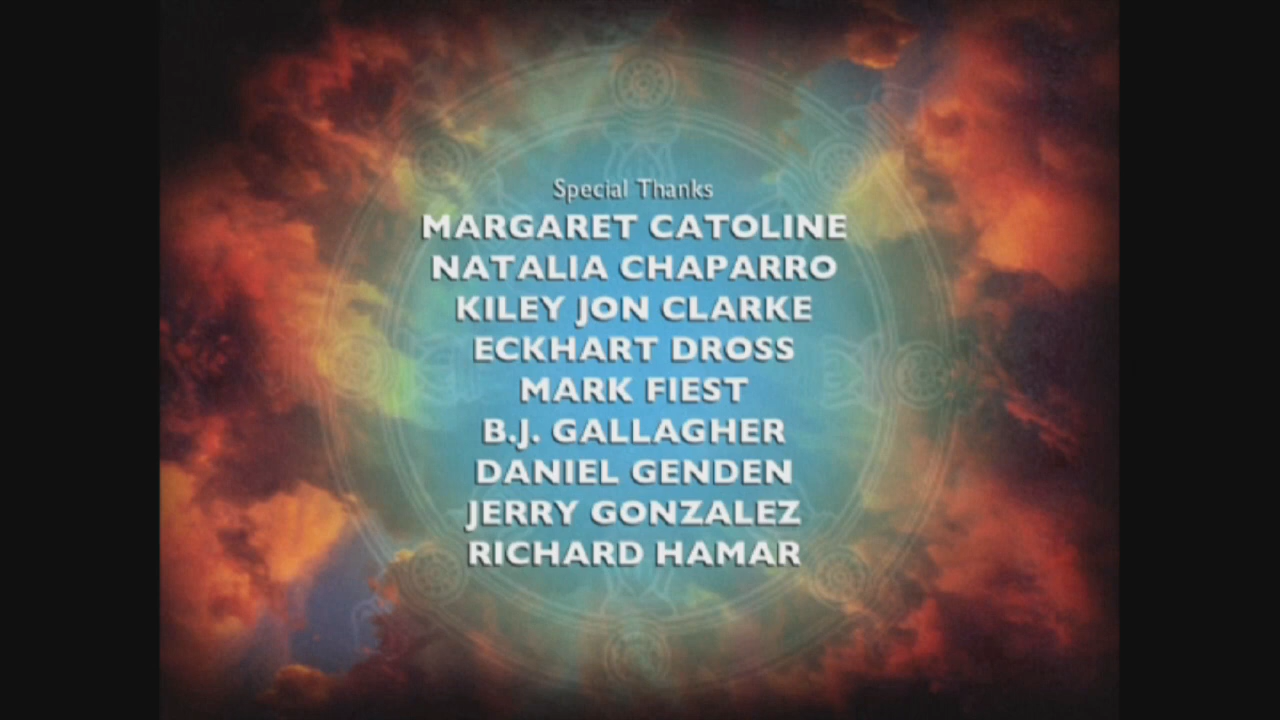 Special Thanks
MARGARET CATOLINE
NATALIA CHAPARRO
KILEY JON CLARKE
ECKHART DROSS
MARK FIEST
B.J. GALLAGHER
DANIEL GENDEN
JERRY GONZALEZ
RICHARD HAMAR